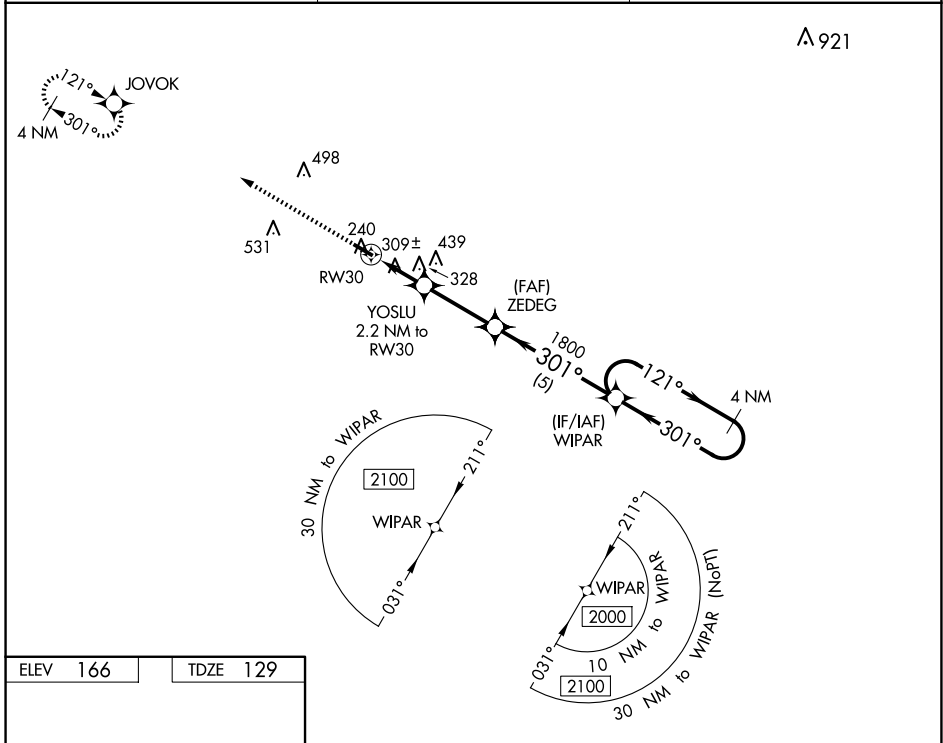 921
121°
JOVOK
301°
4 NM
498
531
240
309±
439
328
RW30
YOSLU
2.2 NM to
RW30
(FAF)
ZEDEG
1800
301°
(5)
121°
4 NM
301°
(IF/IAF)
WIPAR
30 NM to WIPAR
2100
211°
WIPAR
031°
211°
WIPAR
2000
10 NM to WIPAR
031°
2100
30 NM to WIPAR (NoPT)
ELEV 166
TDZE 129